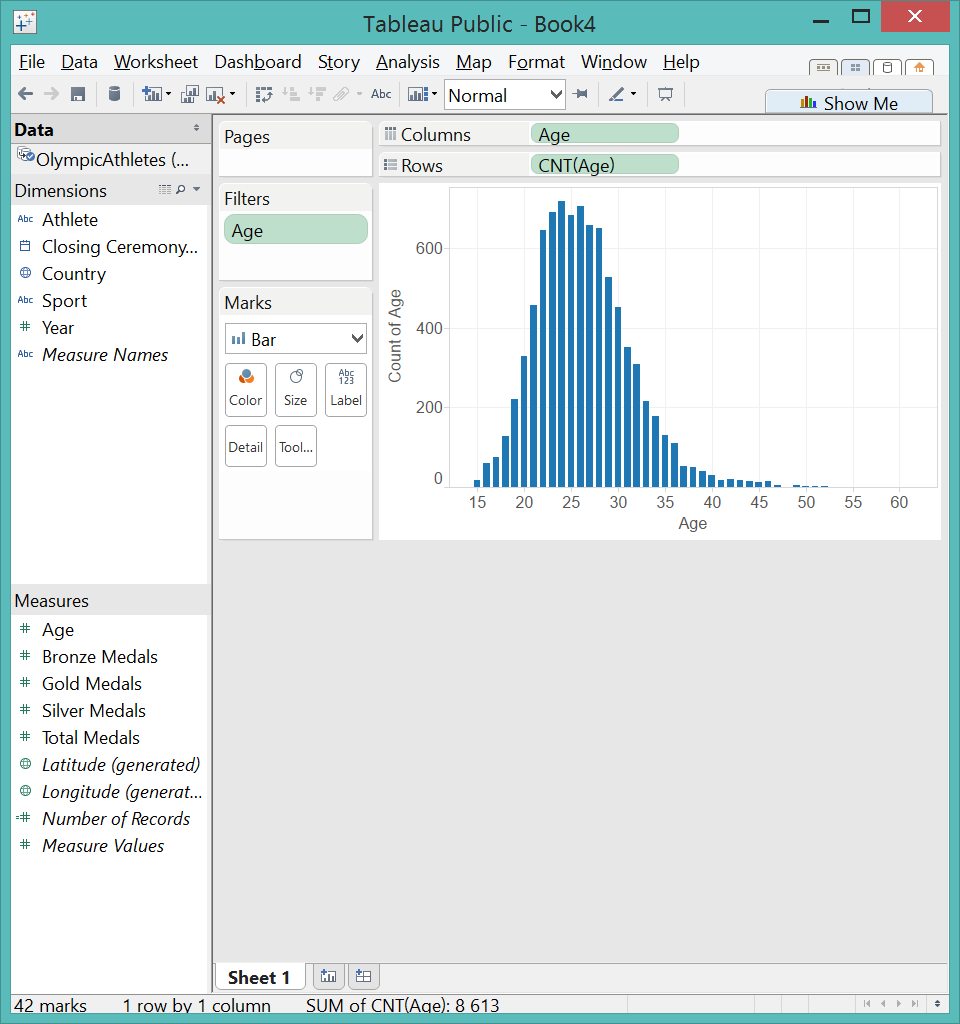 Tableau Public - Book4
File Data Worksheet Dashboard Story Analysis Map Format Window Help
Abc Normal Show Me
Data
OlympicAthletes (...
Dimensions
Abc Athlete
Closing Ceremony...
Country
Abc Sport
# Year
Abc Measure Names
Measures
# Age
# Bronze Medals
# Gold Medals
# Silver Medals
# Total Medals
Latitude (generated)
Longitude (generat...
=# Number of Records
# Measure Values
Pages
Filters
Age
Marks
Bar
Abc
123
Color Size Label
Detail Tool...
Columns Age
Rows CNT(Age)
Count of Age
600
400
200
0
15 20 25 30 35 40 45 50 55 60
Age
Sheet 1
42 marks 1 row by 1 column SUM of CNT(Age): 8 613